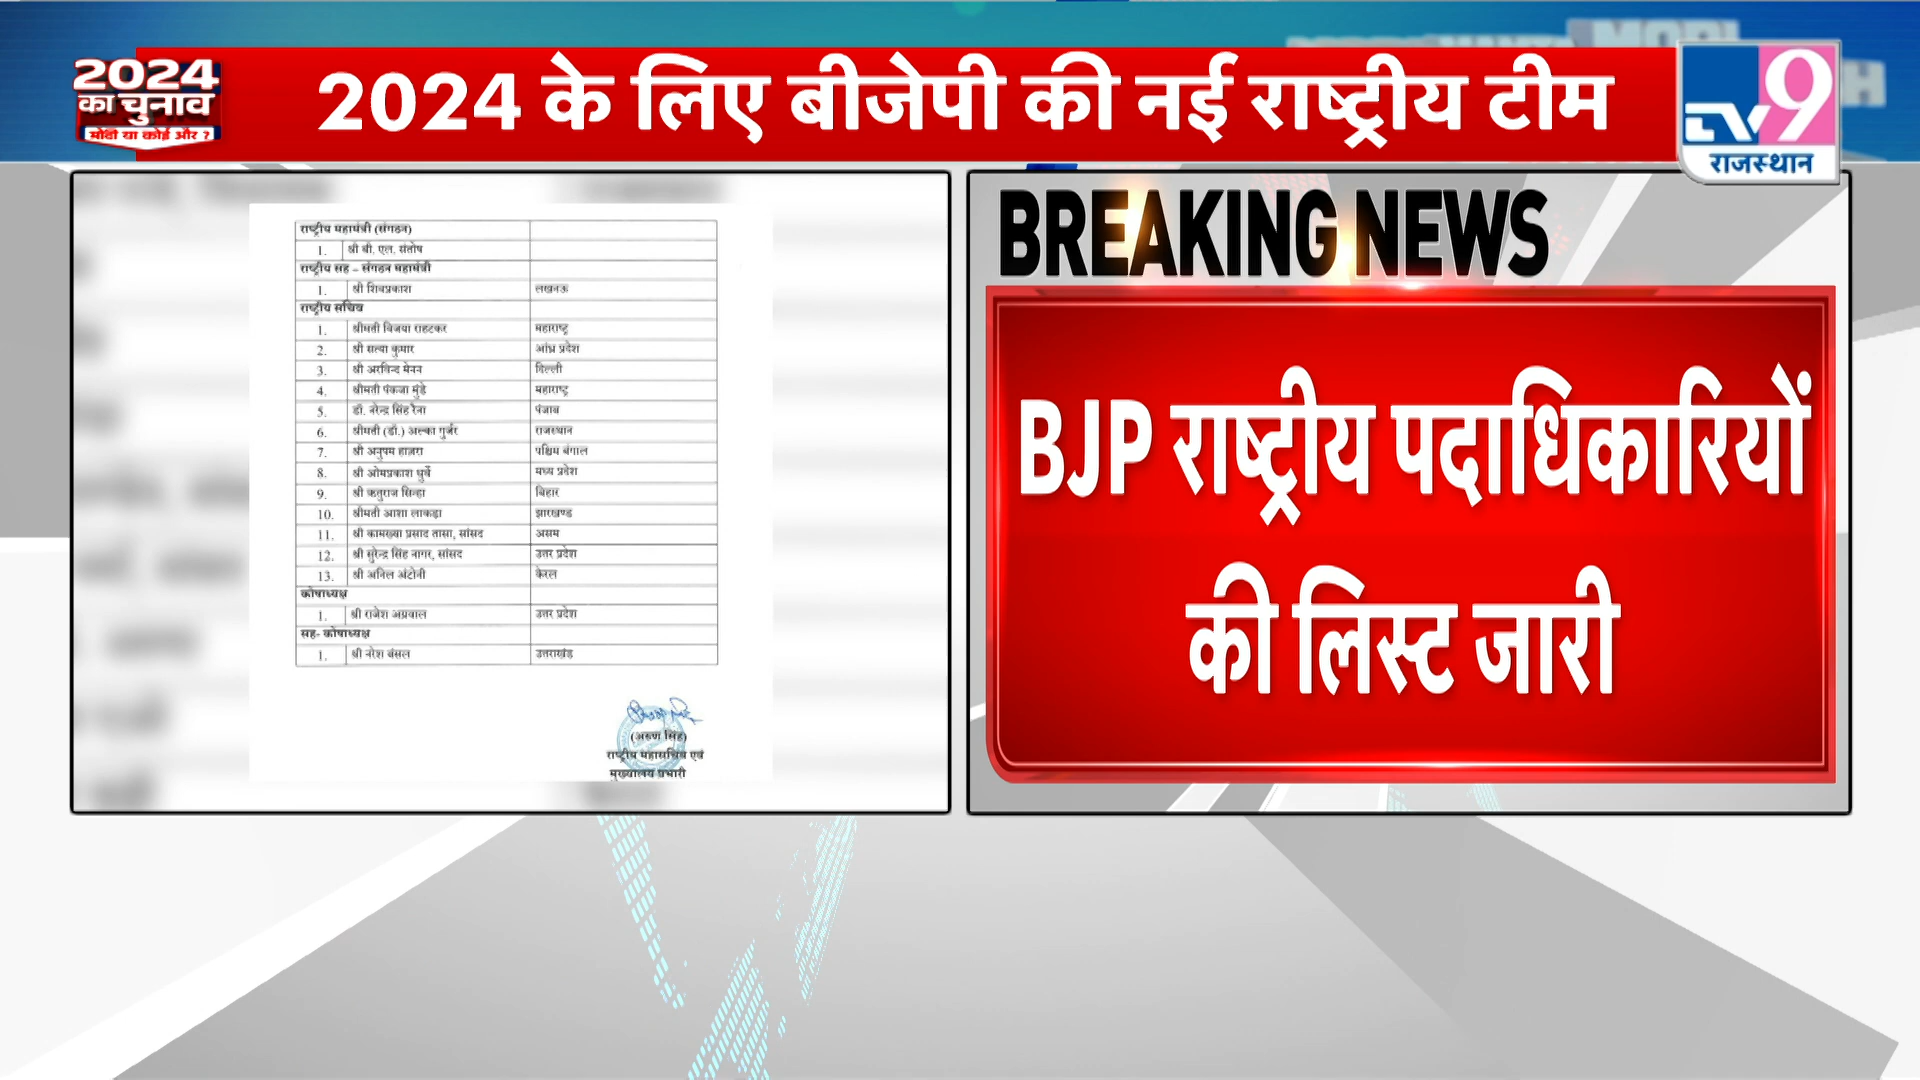 2024
का चुनाव
मोदी या कोई और ?
2024 के लिए बीजेपी की नई राष्ट्रीय टीम
TV9
राजस्थान
राष्ट्रीय महामंत्री (संगठन)
1. श्री बी. एल. संतोष
राष्ट्रीय सह – संगठन महामंत्री
1. श्री शिवप्रकाश लखनऊ
राष्ट्रीय सचिव
1. श्रीमती विजया राहटकर महाराष्ट्र
2. श्री सत्या कुमार आंध्र प्रदेश
3. श्री अरविन्द मेनन दिल्ली
4. श्रीमती पंकजा मुंडे महाराष्ट्र
5. डॉ. नरेन्द्र सिंह रैना पंजाब
6. श्रीमती (डॉ.) अल्का गुर्जर राजस्थान
7. श्री अनुपम हाज़रा पश्चिम बंगाल
8. श्री ओमप्रकाश धुर्वे मध्य प्रदेश
9. श्री ऋतुराज सिन्हा बिहार
10. श्रीमती आशा लाकड़ा झारखण्ड
11. श्री कामख्या प्रसाद तासा, सांसद असम
12. श्री सुरेन्द्र सिंह नागर, सांसद उत्तर प्रदेश
13. श्री अनिल अंटोनी केरल
कोषाध्यक्ष
1. श्री राजेश अग्रवाल उत्तर प्रदेश
सह- कोषाध्यक्ष
1. श्री नरेश बंसल उत्तराखंड
(अरुण सिंह)
राष्ट्रीय महासचिव एवं
मुख्यालय प्रभारी
BREAKING NEWS
BJP राष्ट्रीय पदाधिकारियों
की लिस्ट जारी